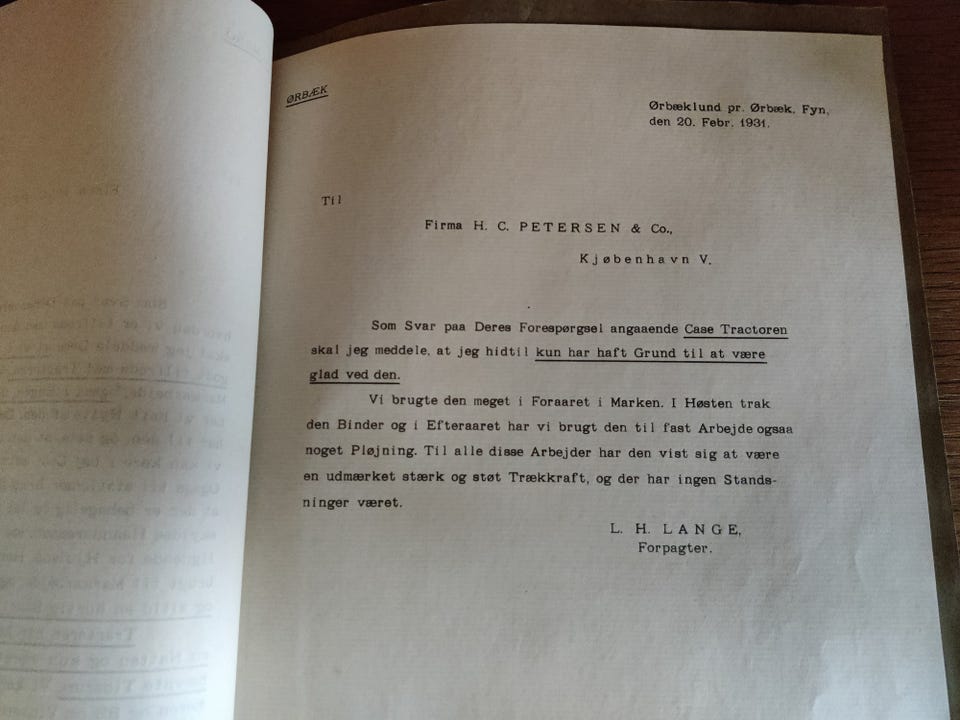 ØRBÆK
Ørbæklund pr. Ørbæk, Fyn,
den 20. Febr. 1931.
Til
Firma H. C. PETERSEN & Co.,
Kjøbenhavn V.
Som Svar paa Deres Forespørgsel angaaende Case Tractoren
skal jeg meddele, at jeg hidtil kun har haft Grund til at være
glad ved den.
Vi brugte den meget i Foraaret i Marken. I Høsten trak
den Binder og i Efteraaret har vi brugt den til fast Arbejde ogsaa
noget Pløjning. Til alle disse Arbejder har den vist sig at være
en udmærket stærk og støt Trækkraft, og der har ingen Stands-
ninger været.
L. H. LANGE,
Forpagter.